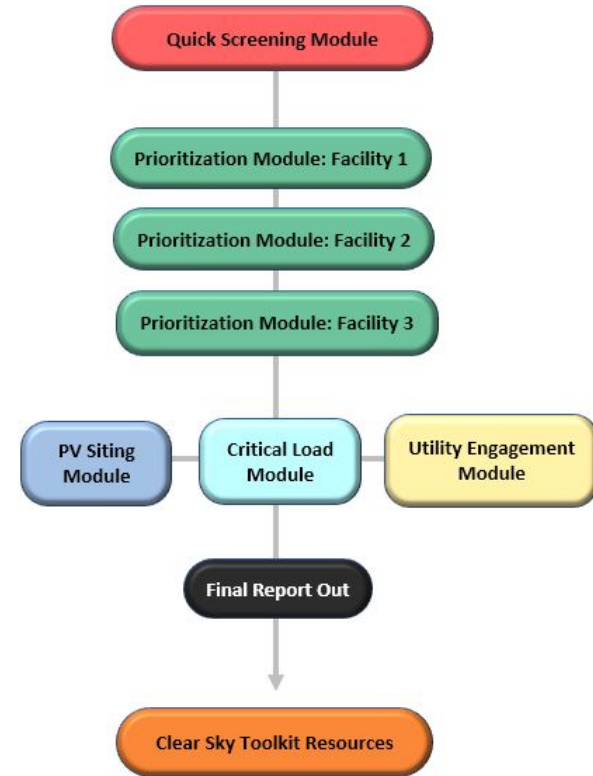 Quick Screening Module
Prioritization Module: Facility 1
Prioritization Module: Facility 2
Prioritization Module: Facility 3
PV Siting
Module
Critical Load
Module
Utility Engagement
Module
Final Report Out
Clear Sky Toolkit Resources